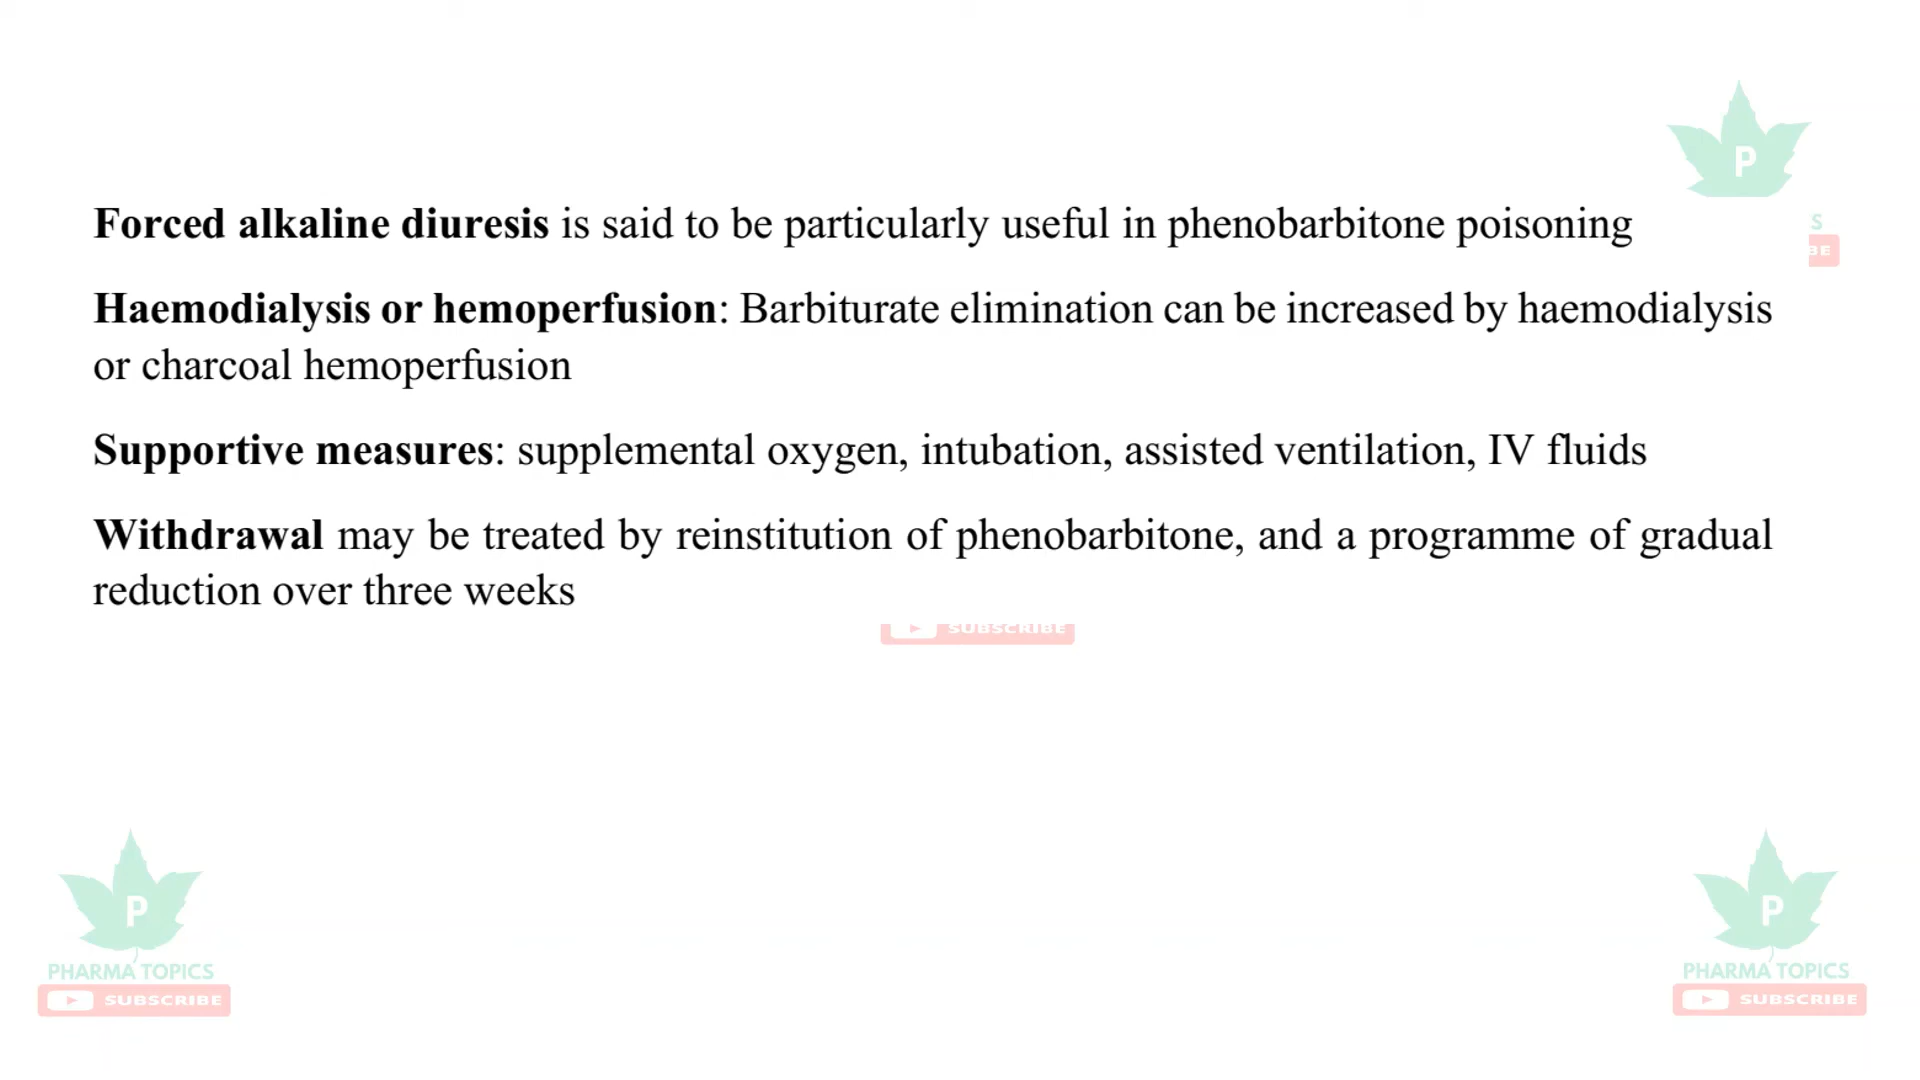 P
S
BE
Forced alkaline diuresis is said to be particularly useful in phenobarbitone poisoning
Haemodialysis or hemoperfusion: Barbiturate elimination can be increased by haemodialysis
or charcoal hemoperfusion
Supportive measures: supplemental oxygen, intubation, assisted ventilation, IV fluids
Withdrawal may be treated by reinstitution of phenobarbitone, and a programme of gradual
reduction over three weeks
SUBSCRIBE
P
PHARMA TOPICS
SUBSCRIBE
P
PHARMA TOPICS
SUBSCRIBE